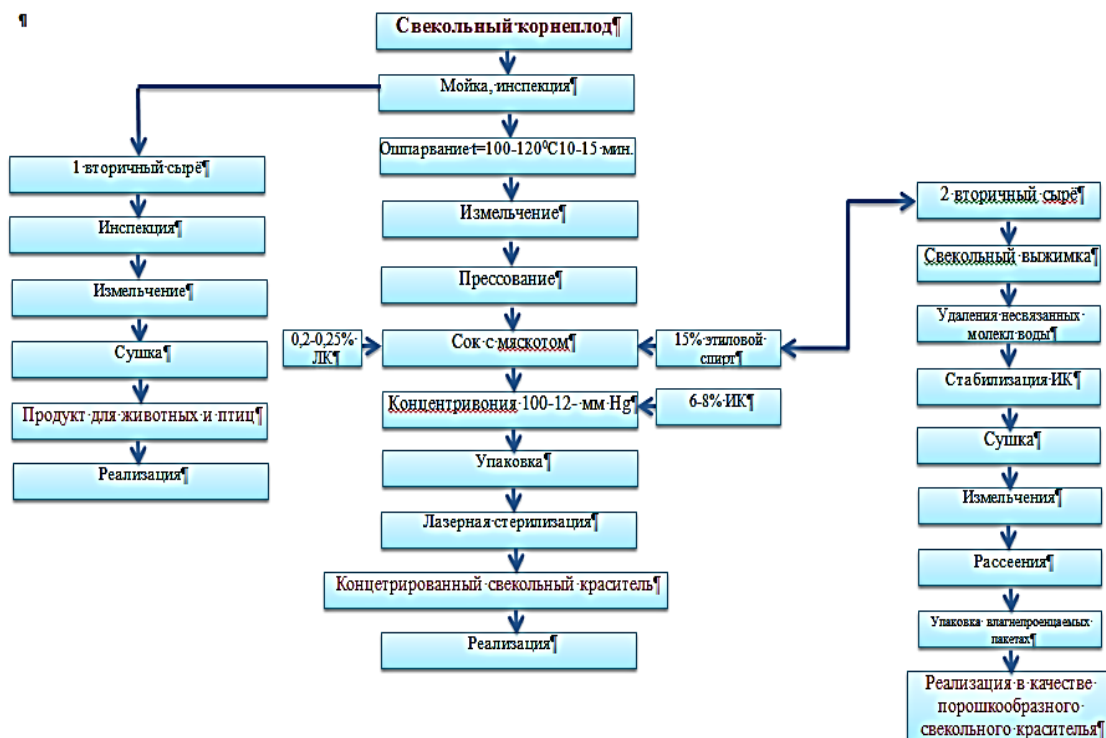 ¶
Свекольный·корнеплод¶
Мойка,·инспекция¶
Ошпарвание·t=100-120⁰С10-15·мин.
Измельчение¶
Прессование¶
0,2-0,25%·
ЛК¶
Сок·с·мяскотом¶
15%·этиловой·
спирт¶
Концентривония·100-12-·мм·Hg¶
6-8%·ИК¶
Упаковка¶
Лазерная·стерилизация¶
Концетрированный·свекольный·краситель¶
Реализация¶
1·вторичный·сырё¶
Инспекция¶
Измельчение¶
Сушка¶
Продукт·для·животных·и·птиц¶
Реализация¶
2·вторичный·сырё¶
Свекольный·выжимка¶
Удаления·несвязанных·
молекл·воды¶
Стабилизация·ИК¶
Сушка¶
Измельчения¶
Рассеения¶
Упаковка·влагнепроенцаемых·
пакетах¶
Реализация·в·качестве·
порошкообразного·
свекольного·краситeлья¶